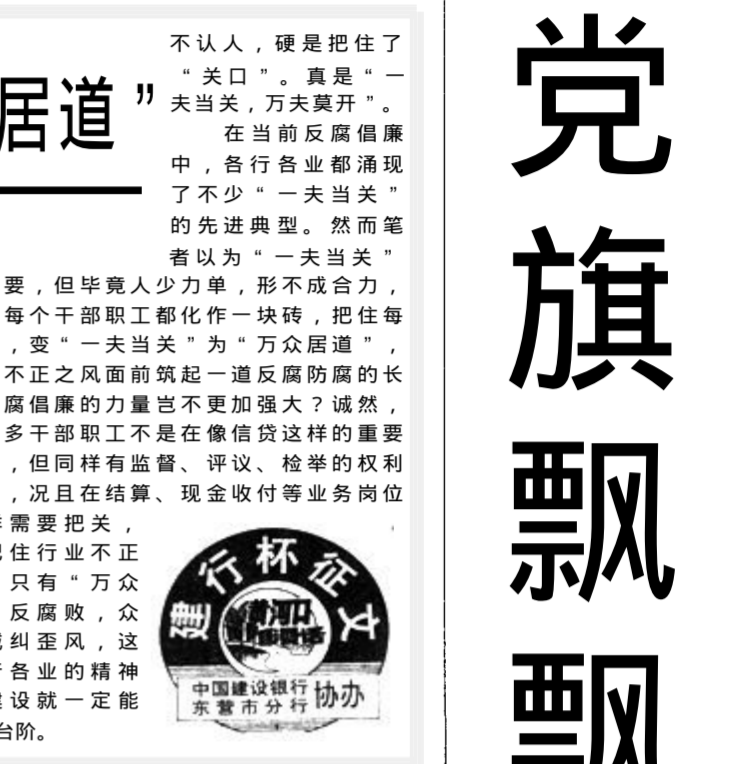 居道”
不认人，硬是把住了
“关口”。真是“一
夫当关，万夫莫开”。
在当前反腐倡廉
中，各行各业都涌现
了不少“一夫当关”
的先进典型。然而笔
者以为“一夫当关”
要，但毕竟人少力单，形不成合力，
每个干部职工都化作一块砖，把住每
，变“一夫当关”为“万众居道”，
不正之风面前筑起一道反腐防腐的长
腐倡廉的力量岂不更加强大？诚然，
多干部职工不是在像信贷这样的重要
，但同样有监督、评议、检举的权利
，况且在结算、现金收付等业务岗位
需要把关，
住行业不正
只有“万众
反腐败，众
纠歪风，这
各业的精神
设就一定能
台阶。
建行杯征文
中国建设银行
东营市分行
协办
党旗飘飘